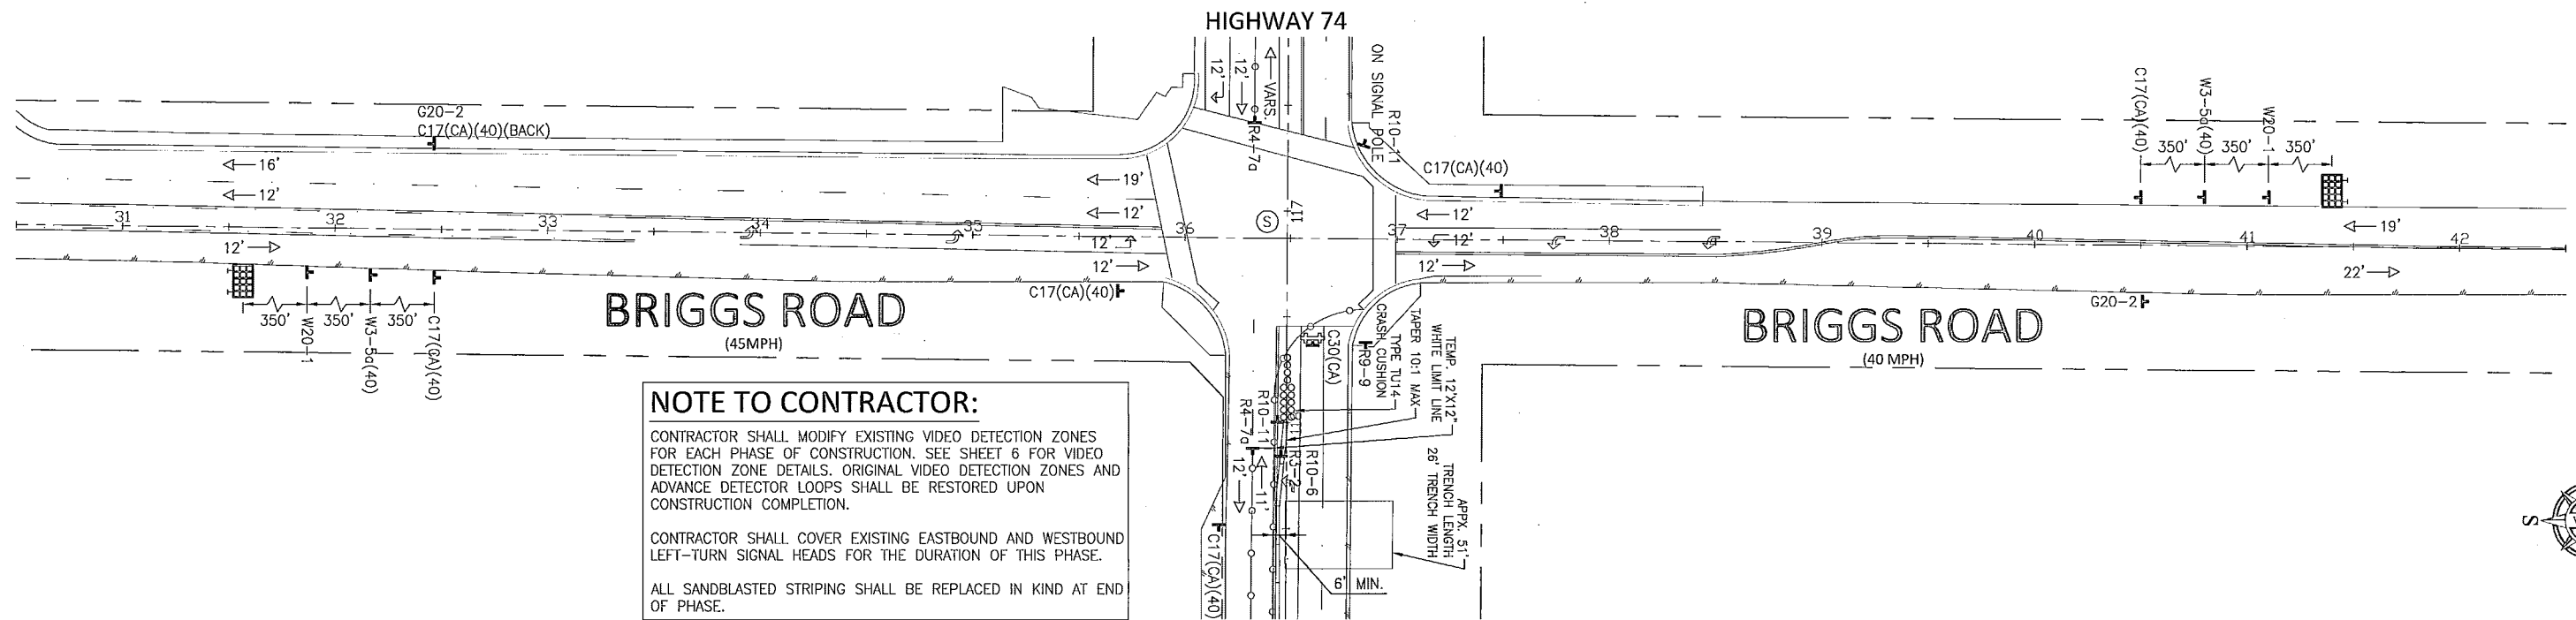 HIGHWAY 74
12'
12'
VARS.
R4-7a
ON SIGNAL POLE
R10-11
G20-2
C17(CA)(40)(BACK)
C17(CA)(40)
C17(CA)(40)
W3-5a(40)
W20-1
350'
350'
350'
16'
12'
19'
12'
12'
19'
31
32
33
34
35
36
37
38
39
40
41
42
117
S
12'
12'
12'
12'
12'
22'
C17(CA)(40)
G20-2
350'
350'
350'
W20-1
W3-5a(40)
C17(CA)(40)
BRIGGS ROAD
(45MPH)
BRIGGS ROAD
(40 MPH)
C30(CA)
R9-9
CRASH CUSHION
TYPE TU14
TAPER 10:1 MAX
WHITE LIMIT LINE
TEMP. 12'X12"
R10-11
R4-7a
R3-2
R10-6
12'
11'
APPX. 51'
TRENCH LENGTH
26' TRENCH WIDTH
6' MIN.
C17(CA)(40)
S
NOTE TO CONTRACTOR:
CONTRACTOR SHALL MODIFY EXISTING VIDEO DETECTION ZONES
FOR EACH PHASE OF CONSTRUCTION. SEE SHEET 6 FOR VIDEO
DETECTION ZONE DETAILS. ORIGINAL VIDEO DETECTION ZONES AND
ADVANCE DETECTOR LOOPS SHALL BE RESTORED UPON
CONSTRUCTION COMPLETION.
CONTRACTOR SHALL COVER EXISTING EASTBOUND AND WESTBOUND
LEFT-TURN SIGNAL HEADS FOR THE DURATION OF THIS PHASE.
ALL SANDBLASTED STRIPING SHALL BE REPLACED IN KIND AT END
OF PHASE.